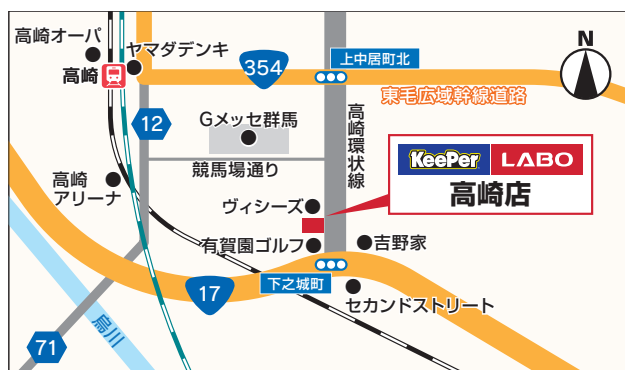 高崎オーパ
ヤマダデンキ
高崎
354
上中居町北
N
東毛広域幹線道路
12
Gメッセ群馬
高崎環状線
競馬場通り
KeePer LABO
高崎店
高崎
アリーナ
ヴィシーズ
有賀園ゴルフ
吉野家
17
下之城町
セカンドストリート
烏川
71